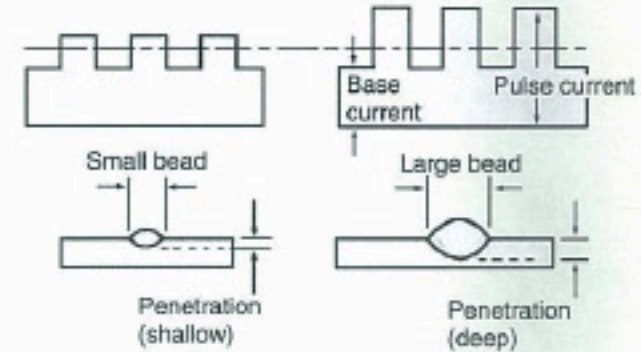 Base
current
Pulse current
Small bead
Large bead
Penetration
(shallow)
Penetration
(deep)